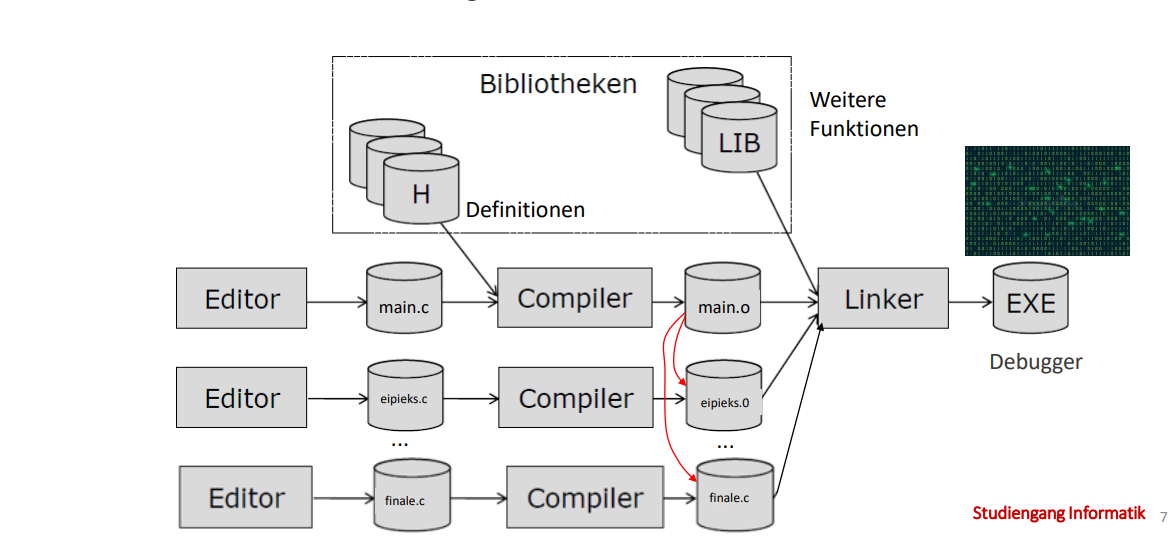 Bibliotheken
LIB
Weitere
Funktionen
H
Definitionen
Editor
main.c
Compiler
main.o
Linker
EXE
Debugger
Editor
eipieks.c
Compiler
eipieks.0
...
...
Editor
finale.c
Compiler
finale.c
Studiengang Informatik
7